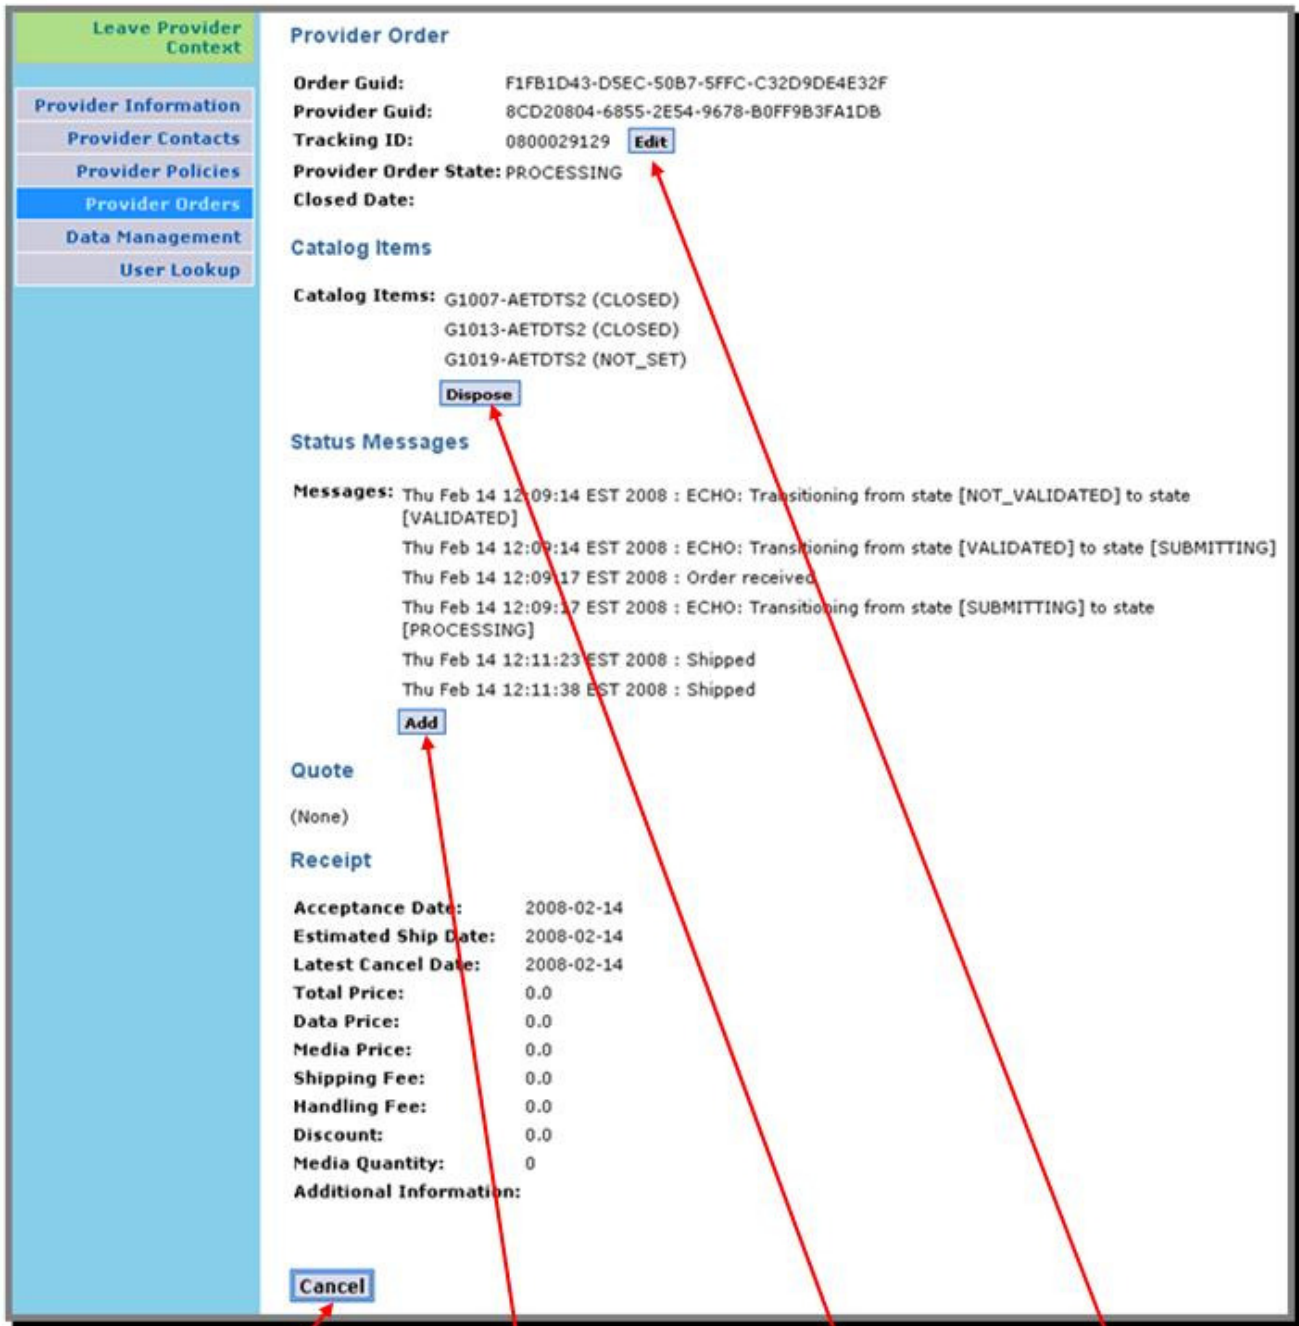 Leave Provider
Context
Provider Information
Provider Contacts
Provider Policies
Provider Orders
Data Management
User Lookup
Provider Order
Order Guid: F1FB1D43-D5EC-50B7-5FFC-C32D9DE4E32F
Provider Guid: 8CD20804-6855-2E54-9678-B0FF9B3FA1DB
Tracking ID: 0800029129 Edit
Provider Order State: PROCESSING
Closed Date:
Catalog Items
Catalog Items: G1007-AETDTS2 (CLOSED)
G1013-AETDTS2 (CLOSED)
G1019-AETDTS2 (NOT_SET)
Dispose
Status Messages
Messages: Thu Feb 14 12:09:14 EST 2008 : ECHO: Transitioning from state [NOT_VALIDATED] to state
[VALIDATED]
Thu Feb 14 12:09:14 EST 2008 : ECHO: Transitioning from state [VALIDATED] to state [SUBMITTING]
Thu Feb 14 12:09:17 EST 2008 : Order received
Thu Feb 14 12:09:17 EST 2008 : ECHO: Transitioning from state [SUBMITTING] to state
[PROCESSING]
Thu Feb 14 12:11:23 EST 2008 : Shipped
Thu Feb 14 12:11:38 EST 2008 : Shipped
Add
Quote
(None)
Receipt
Acceptance Date: 2008-02-14
Estimated Ship Date: 2008-02-14
Latest Cancel Date: 2008-02-14
Total Price: 0.0
Data Price: 0.0
Media Price: 0.0
Shipping Fee: 0.0
Handling Fee: 0.0
Discount: 0.0
Media Quantity: 0
Additional Information:
Cancel